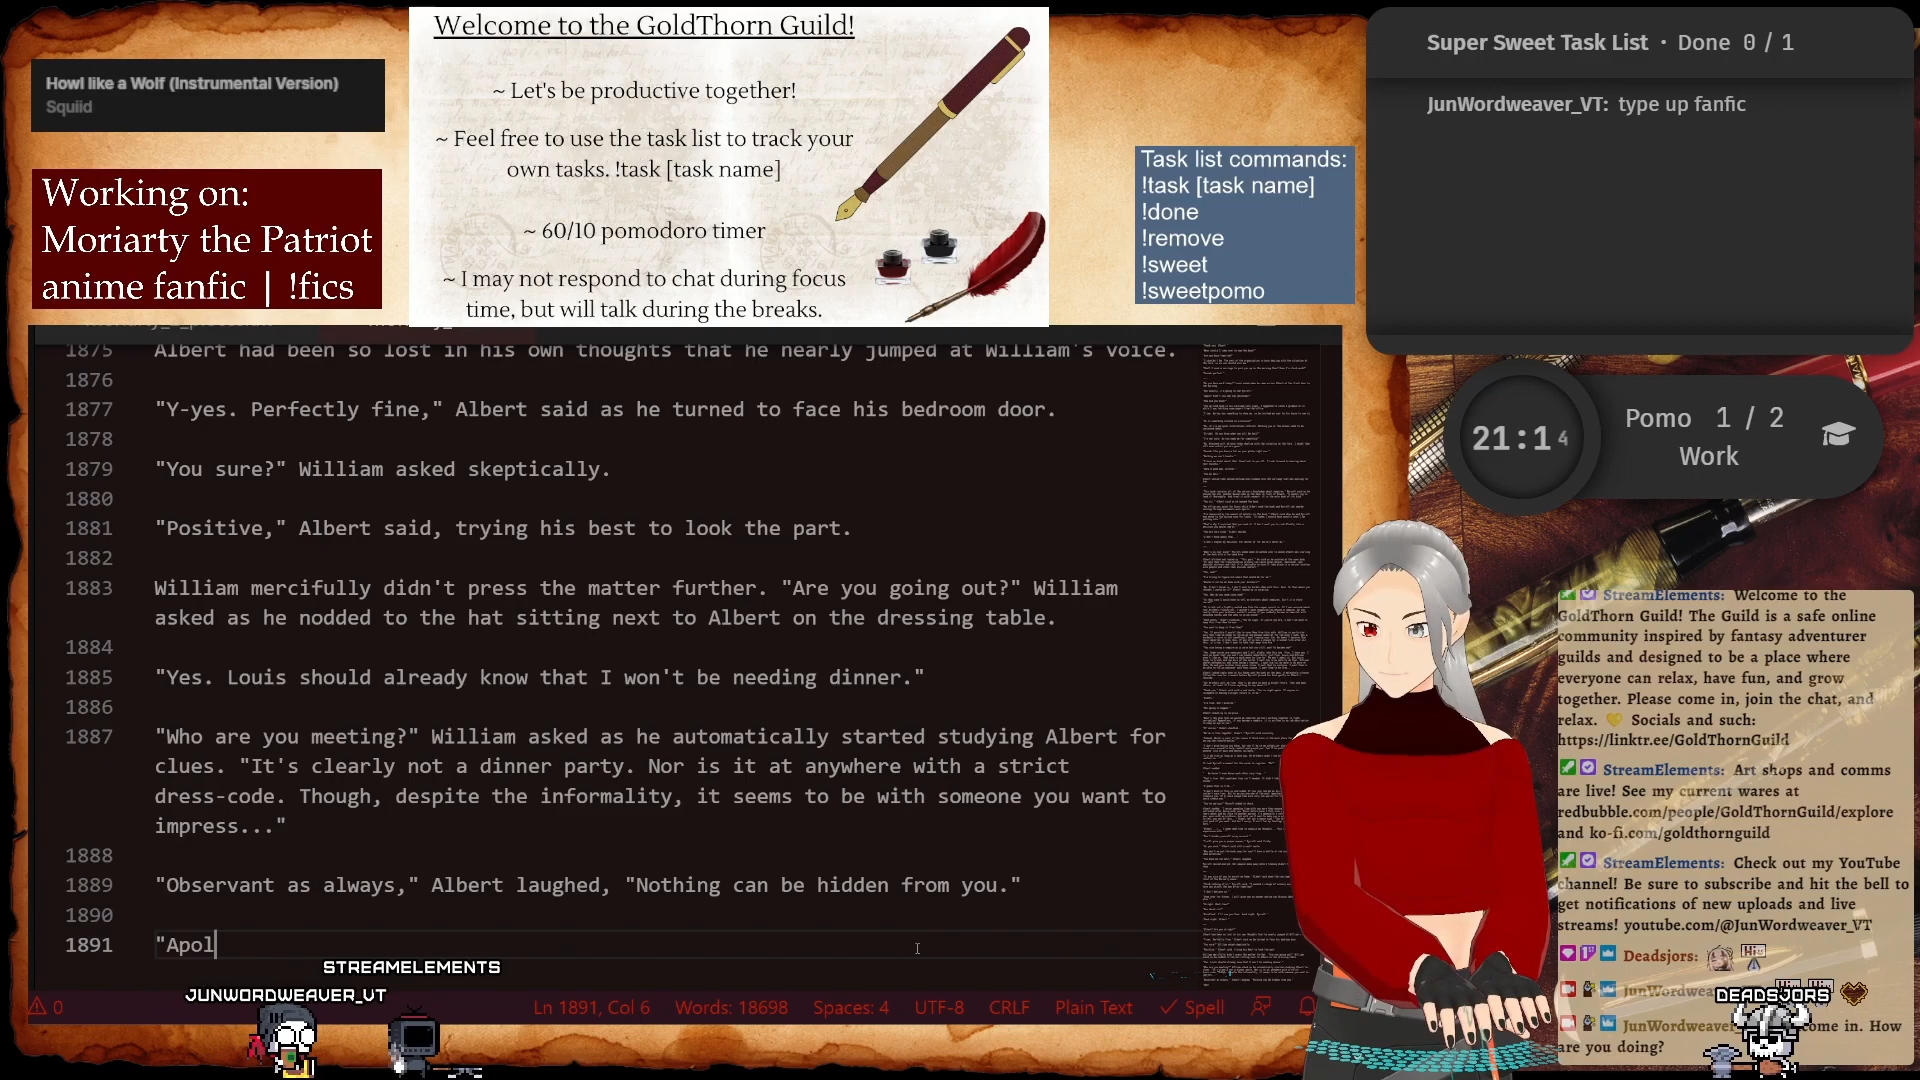 Howl like a Wolf (Instrumental Version)
Squiid
Working on:
Moriarty the Patriot
anime fanfic | !fics
Welcome to the GoldThorn Guild!
~ Let's be productive together!
~ Feel free to use the task list to track your
own tasks. !task [task name]
~ 60/10 pomodoro timer
~ I may not respond to chat during focus
time, but will talk during the breaks.
Task list commands:
!task [task name]
!done
!remove
!sweet
!sweetpomo
Super Sweet Task List · Done 0 / 1
JunWordweaver_VT: type up fanfic
21:14
Pomo 1 / 2
Work
1875 Albert had been so lost in his own thoughts that he nearly jumped at William's voice.
1876
1877 "Y-yes. Perfectly fine," Albert said as he turned to face his bedroom door.
1878
1879 "You sure?" William asked skeptically.
1880
1881 "Positive," Albert said, trying his best to look the part.
1882
1883 William mercifully didn't press the matter further. "Are you going out?" William
asked as he nodded to the hat sitting next to Albert on the dressing table.
1884
1885 "Yes. Louis should already know that I won't be needing dinner."
1886
1887 "Who are you meeting?" William asked as he automatically started studying Albert for
clues. "It's clearly not a dinner party. Nor is it at anywhere with a strict
dress-code. Though, despite the informality, it seems to be with someone you want to
impress..."
1888
1889 "Observant as always," Albert laughed, "Nothing can be hidden from you."
1890
1891 "Apol
0 Ln 1891, Col 6 Words: 18698 Spaces: 4 UTF-8 CRLF Plain Text Spell
STREAMELEMENTS
JUNWORDWEAVER_VT
StreamElements: Welcome to the
GoldThorn Guild! The Guild is a safe online
community inspired by fantasy adventurer
guilds and designed to be a place where
everyone can relax, have fun, and grow
together. Please come in, join the chat, and
relax. Socials and such:
https://linktr.ee/GoldThornGuild
StreamElements: Art shops and comms
are live! See my current wares at
redbubble.com/people/GoldThornGuild/explore
and ko-fi.com/goldthornguild
StreamElements: Check out my YouTube
channel! Be sure to subscribe and hit the bell to
get notifications of new uploads and live
streams! youtube.com/@JunWordweaver_VT
Deadsjors:
JunWordwea
DEADSJORS
JunWordweaver come in. How
are you doing?